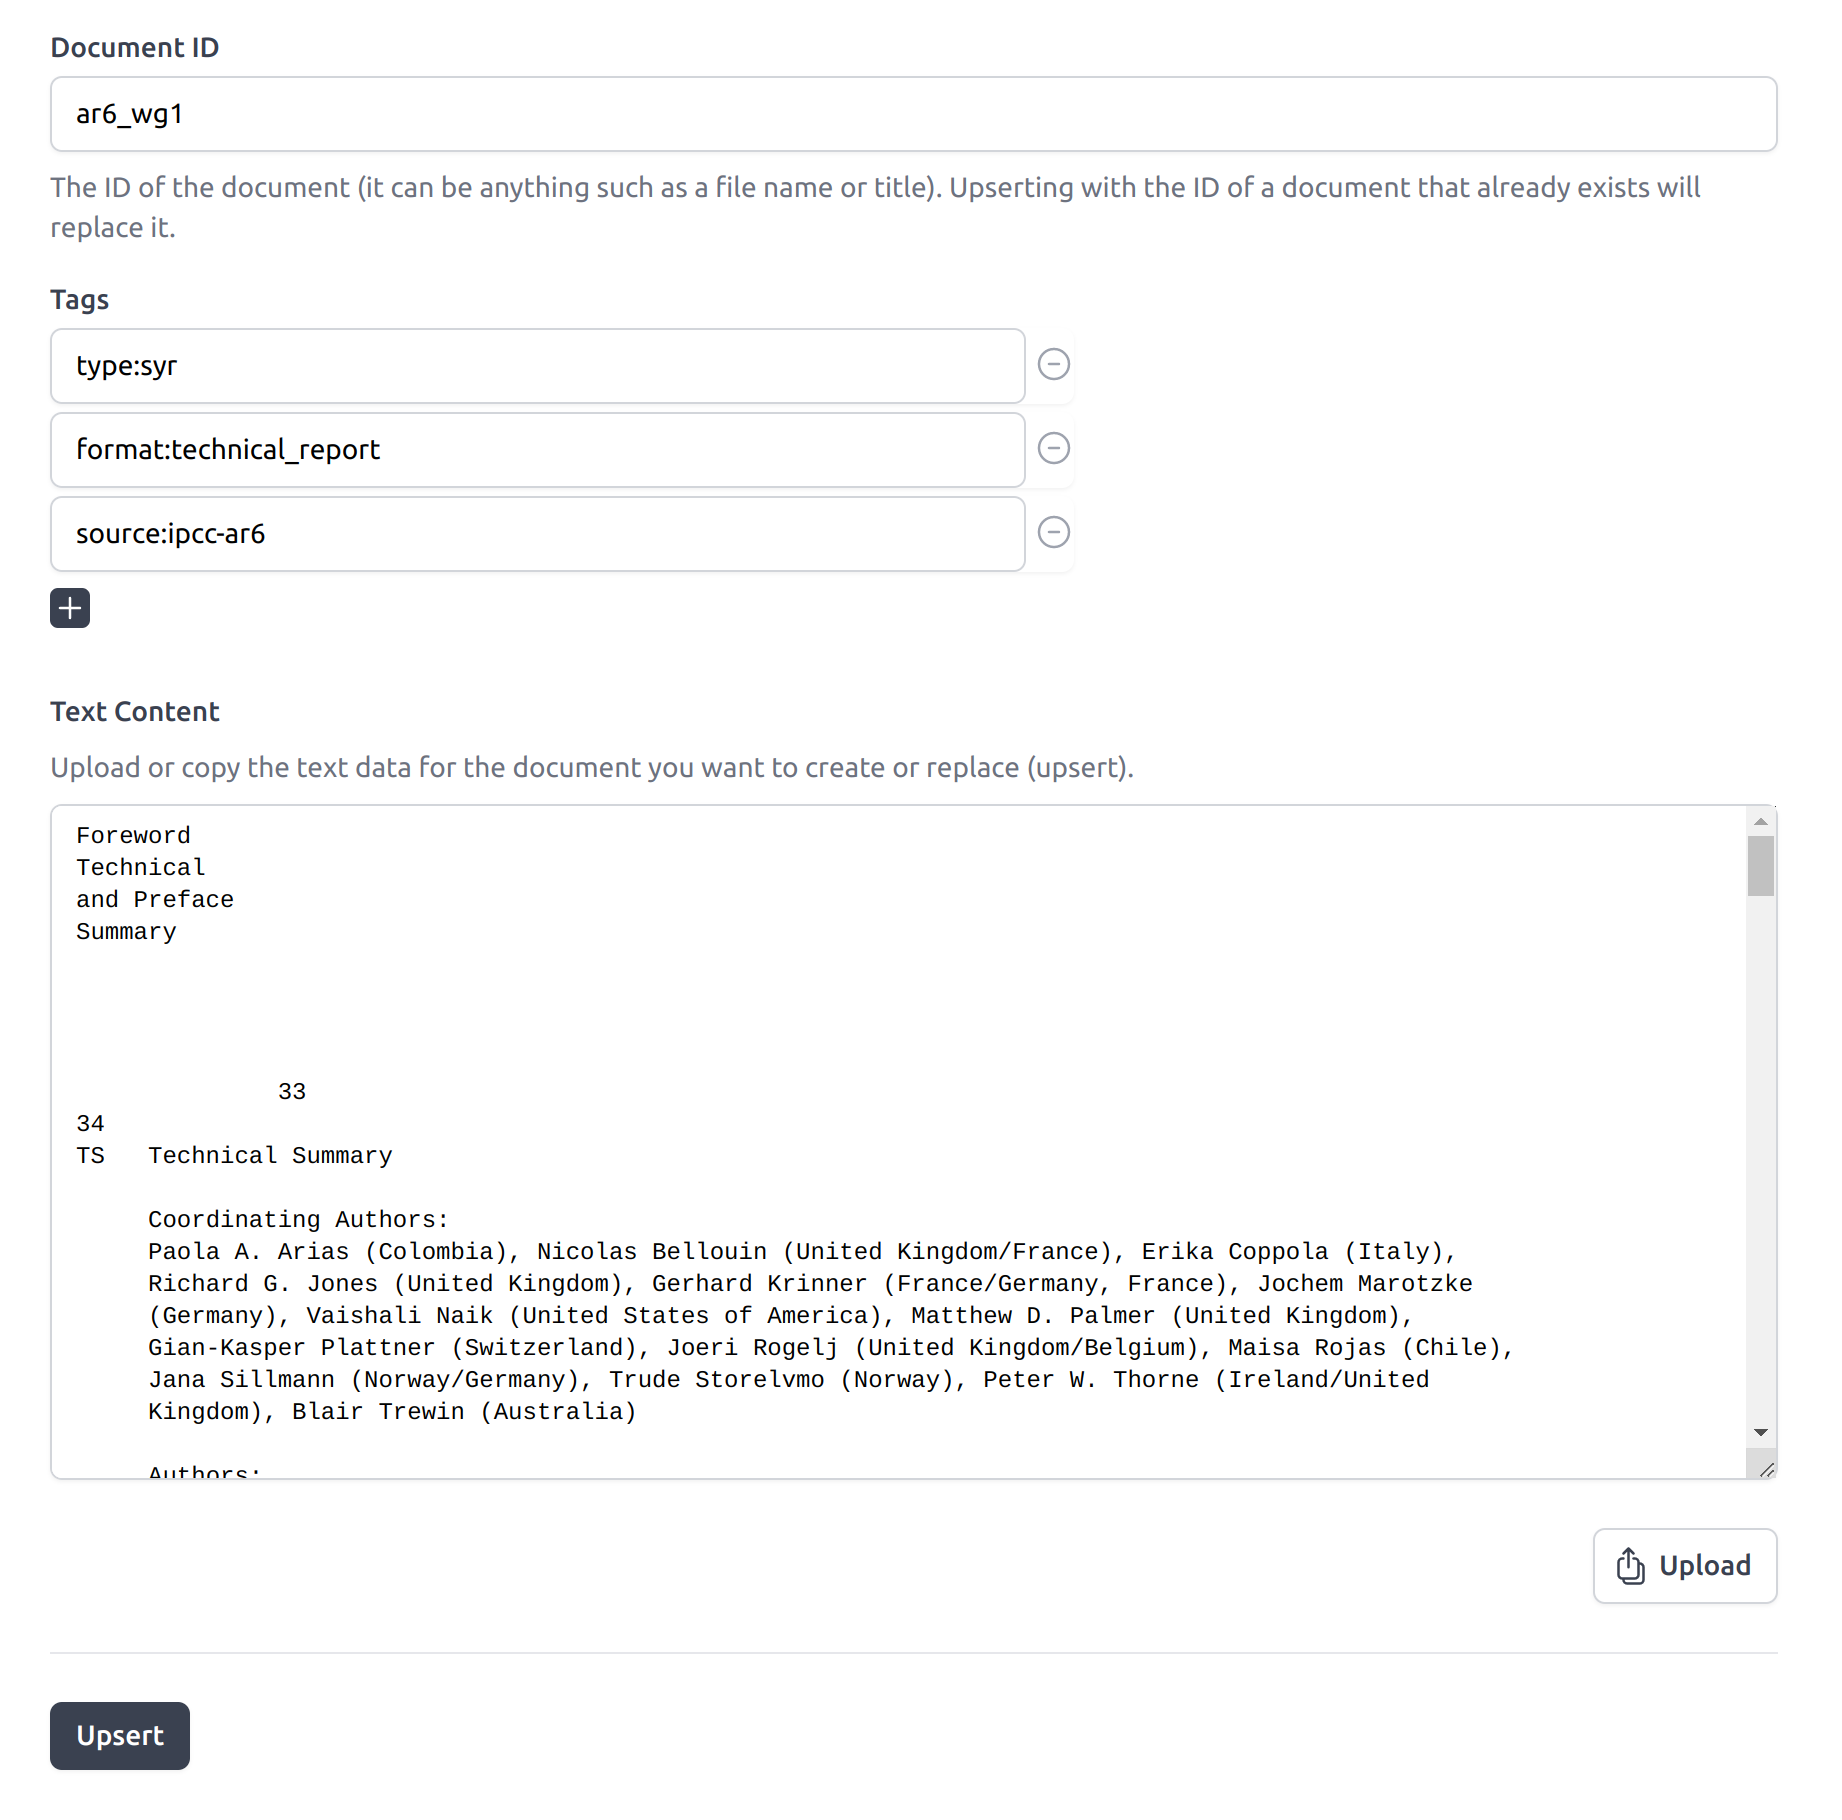 Document ID
ar6_wg1
The ID of the document (it can be anything such as a file name or title). Upserting with the ID of a document that already exists will
replace it.
Tags
type:syr
format:technical_report
source:ipcc-ar6
Text Content
Upload or copy the text data for the document you want to create or replace (upsert).
Foreword
Technical
and Preface
Summary
33
34
TS   Technical Summary
Coordinating Authors:
Paola A. Arias (Colombia), Nicolas Bellouin (United Kingdom/France), Erika Coppola (Italy),
Richard G. Jones (United Kingdom), Gerhard Krinner (France/Germany, France), Jochem Marotzke
(Germany), Vaishali Naik (United States of America), Matthew D. Palmer (United Kingdom),
Gian-Kasper Plattner (Switzerland), Joeri Rogelj (United Kingdom/Belgium), Maisa Rojas (Chile),
Jana Sillmann (Norway/Germany), Trude Storelvmo (Norway), Peter W. Thorne (Ireland/United
Kingdom), Blair Trewin (Australia)
Authors:
Upload
Upsert